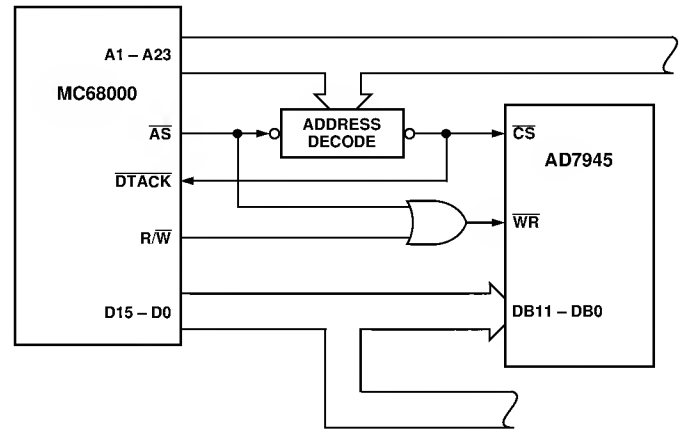 A1 – A23
MC68000
AS
ADDRESS
DECODE
CS
AD7945
DTACK
R/W
WR
D15 – D0
DB11 – DB0